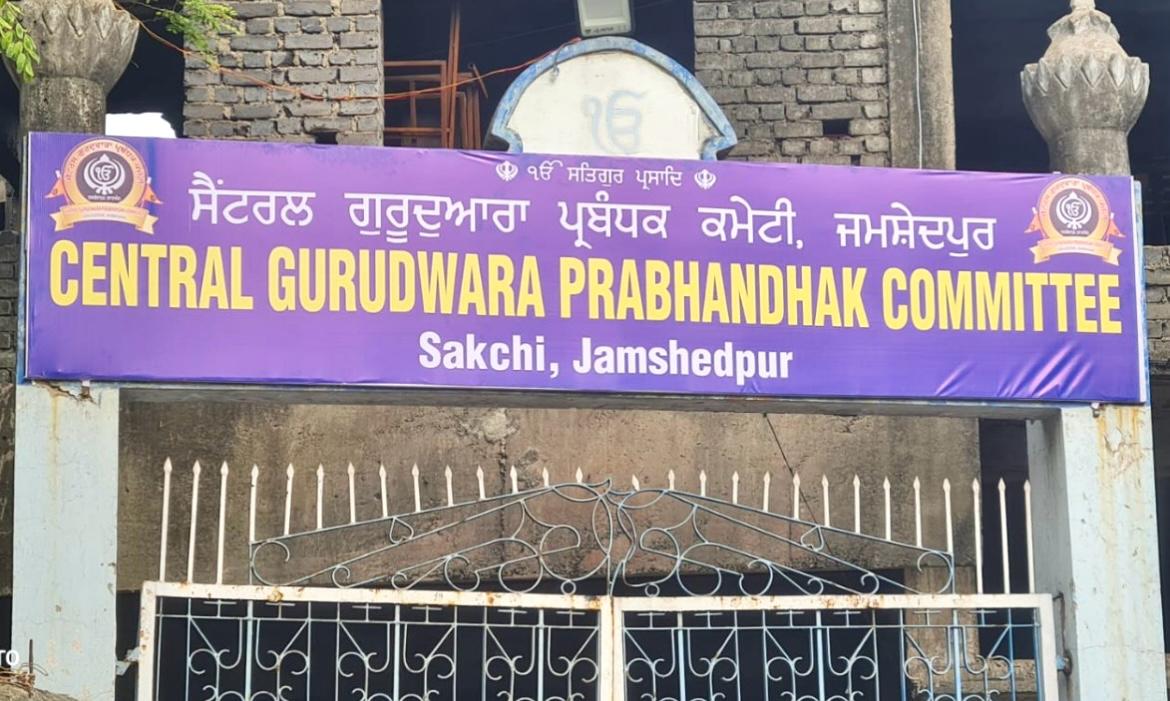 ੴ
ੴ ਸਤਿਗੁਰ ਪ੍ਰਸਾਦਿ
ਸੈਂਟਰਲ ਗੁਰੂਦੁਆਰਾ ਪ੍ਰਬੰਧਕ ਕਮੇਟੀ, ਜਮਸ਼ੇਦਪੁਰ
CENTRAL GURUDWARA PRABHANDHAK COMMITTEE
Sakchi, Jamshedpur